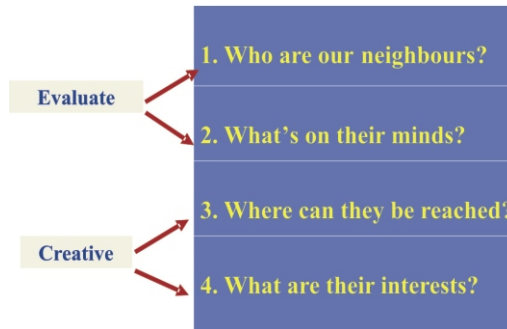 1. Who are our neighbours?
Evaluate
2. What's on their minds?
3. Where can they be reached?
Creative
4. What are their interests?